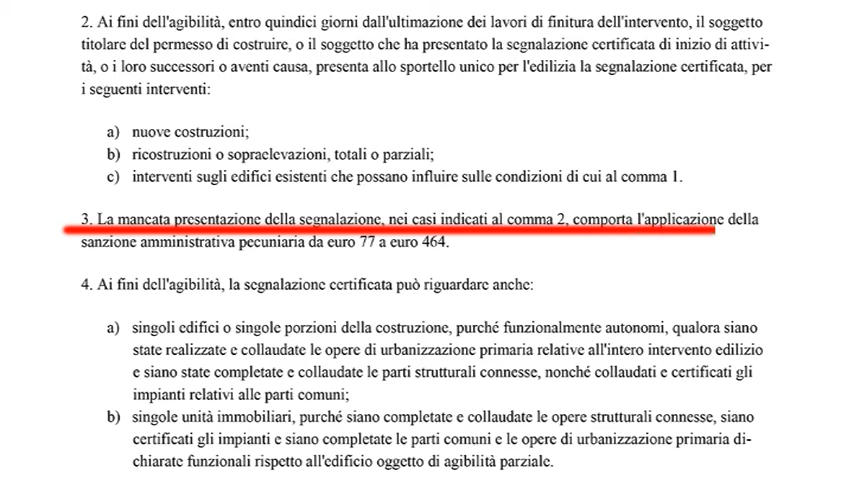 2. Ai fini dell'agibilità, entro quindici giorni dall'ultimazione dei lavori di finitura dell'intervento, il soggetto
titolare del permesso di costruire, o il soggetto che ha presentato la segnalazione certificata di inizio di attivi-
tà, o i loro successori o aventi causa, presenta allo sportello unico per l'edilizia la segnalazione certificata, per
i seguenti interventi:
a) nuove costruzioni;
b) ricostruzioni o sopraelevazioni, totali o parziali;
c) interventi sugli edifici esistenti che possano influire sulle condizioni di cui al comma 1.
3. La mancata presentazione della segnalazione, nei casi indicati al comma 2, comporta l'applicazione della
sanzione amministrativa pecuniaria da euro 77 a euro 464.
4. Ai fini dell'agibilità, la segnalazione certificata può riguardare anche:
a) singoli edifici o singole porzioni della costruzione, purché funzionalmente autonomi, qualora siano
state realizzate e collaudate le opere di urbanizzazione primaria relative all'intero intervento edilizio
e siano state completate e collaudate le parti strutturali connesse, nonché collaudati e certificati gli
impianti relativi alle parti comuni;
b) singole unità immobiliari, purché siano completate e collaudate le opere strutturali connesse, siano
certificati gli impianti e siano completate le parti comuni e le opere di urbanizzazione primaria di-
chiarate funzionali rispetto all'edificio oggetto di agibilità parziale.